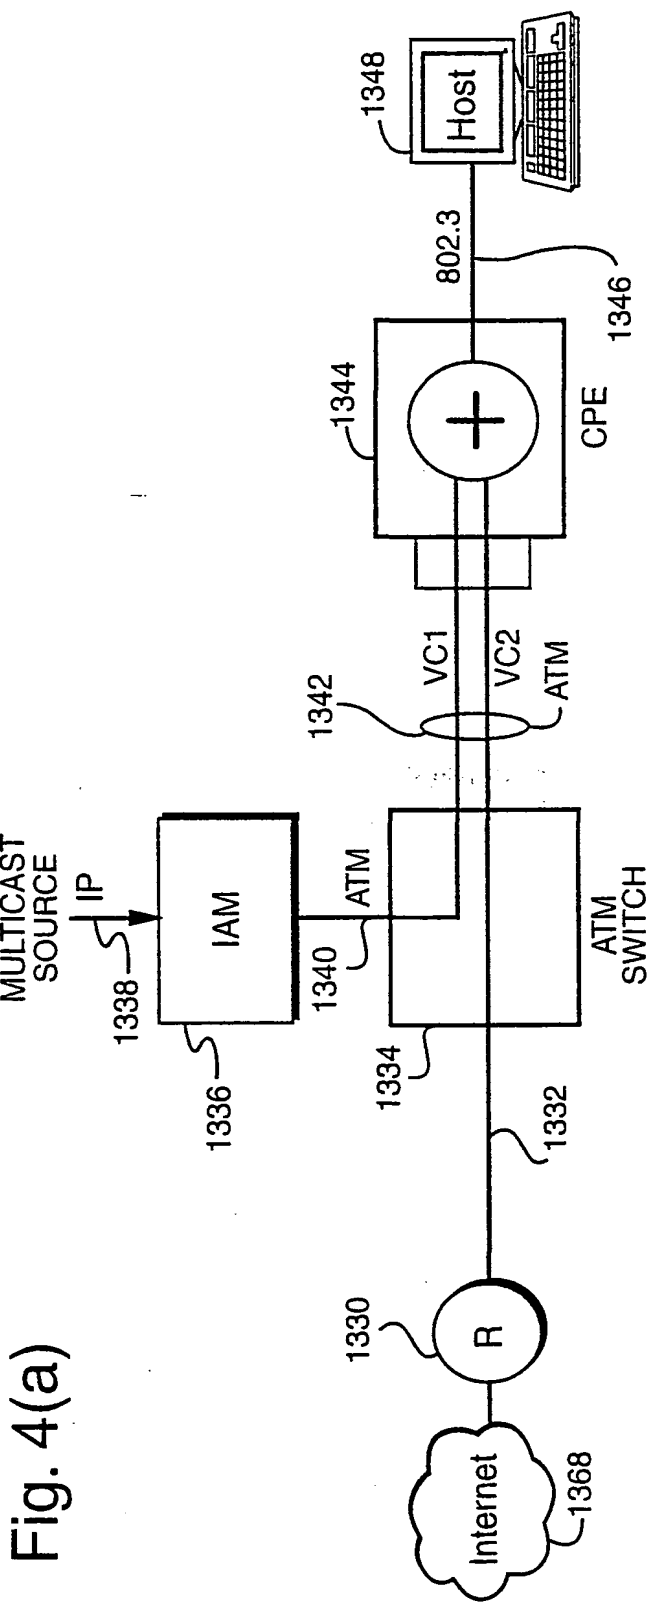 Fig. 4(a)
MULTICAST
SOURCE
IP
1338
1336
IAM
1340
ATM
1334
ATM
SWITCH
1342
VC1
VC2
ATM
1344
CPE
802.3
1346
1348
Host
1332
1330
R
Internet
1368